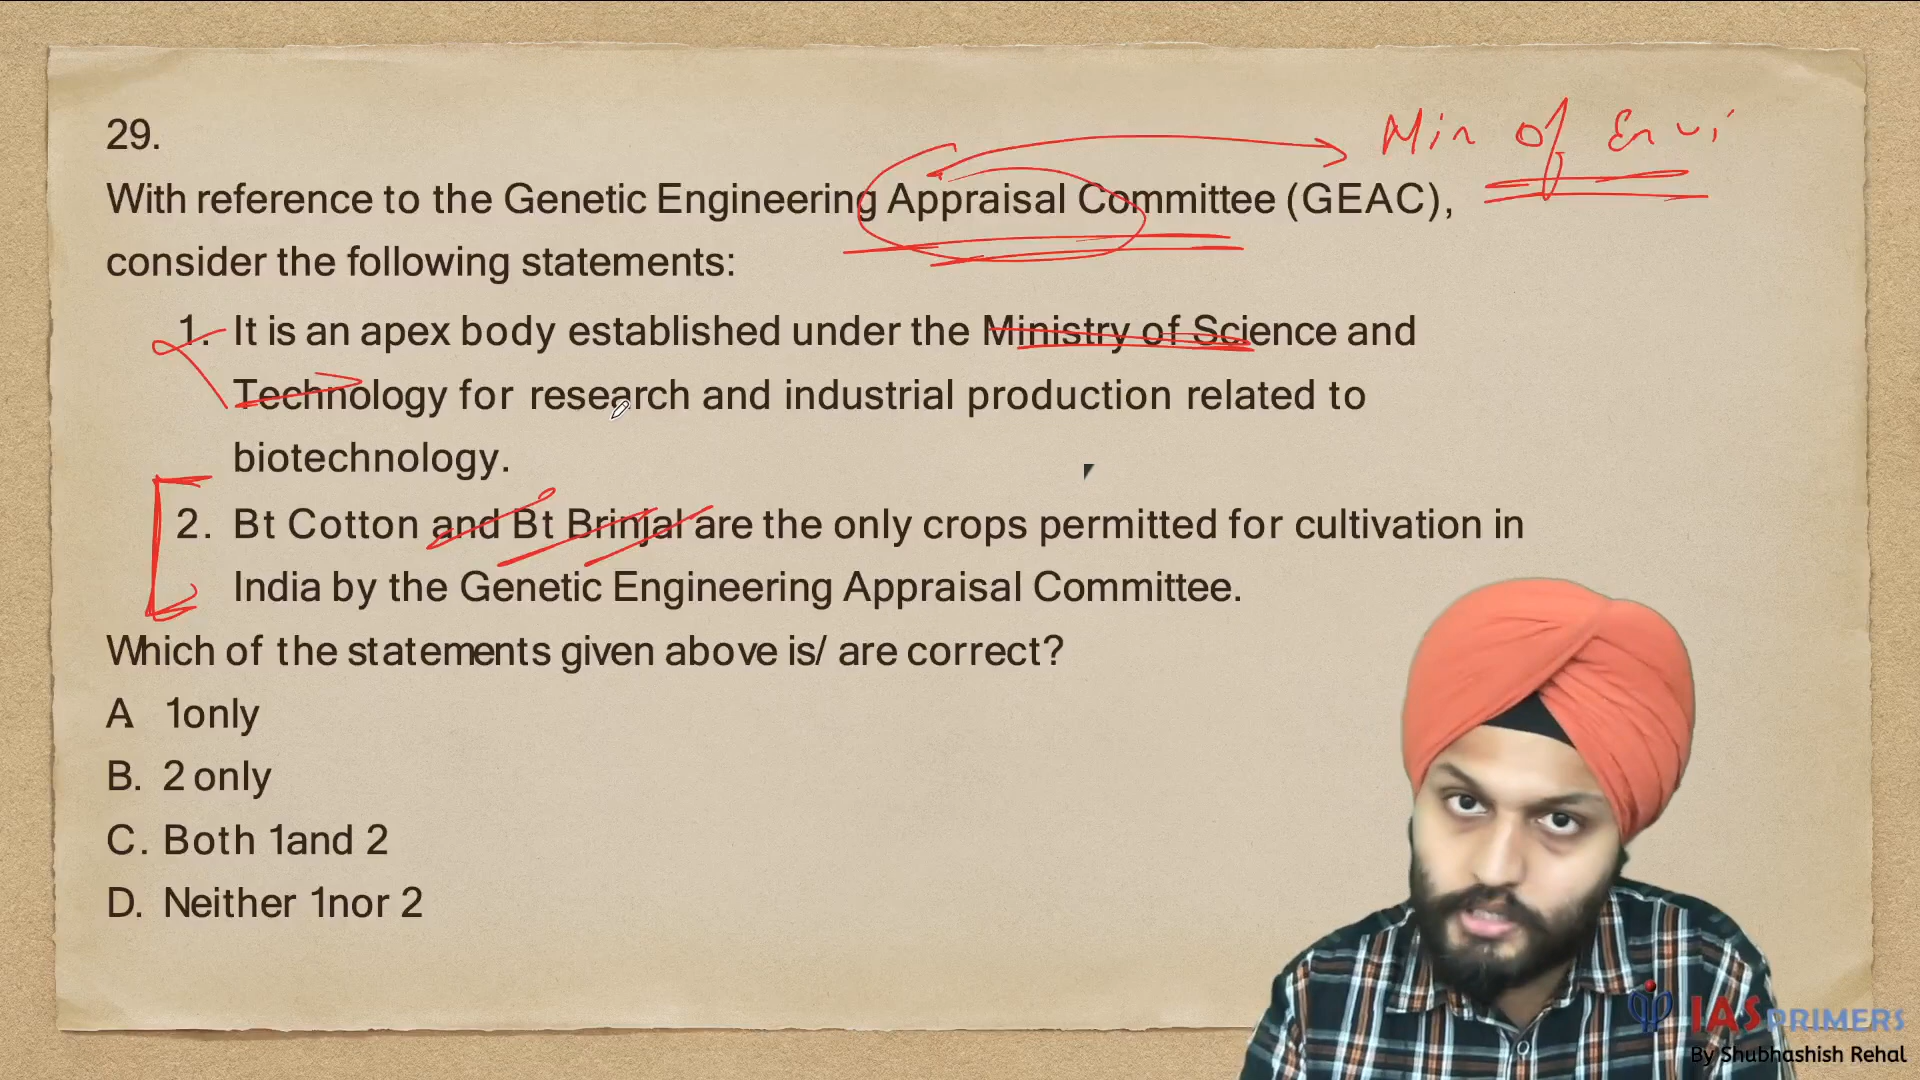 Min of Envi
29.
With reference to the Genetic Engineering Appraisal Committee (GEAC),
consider the following statements:
1. It is an apex body established under the Ministry of Science and
Technology for research and industrial production related to
biotechnology.
2. Bt Cotton and Bt Brinjal are the only crops permitted for cultivation in
India by the Genetic Engineering Appraisal Committee.
Which of the statements given above is/ are correct?
A 1only
B. 2 only
C. Both 1and 2
D. Neither 1nor 2
IAS PRIMERS
By Shubhashish Rehal